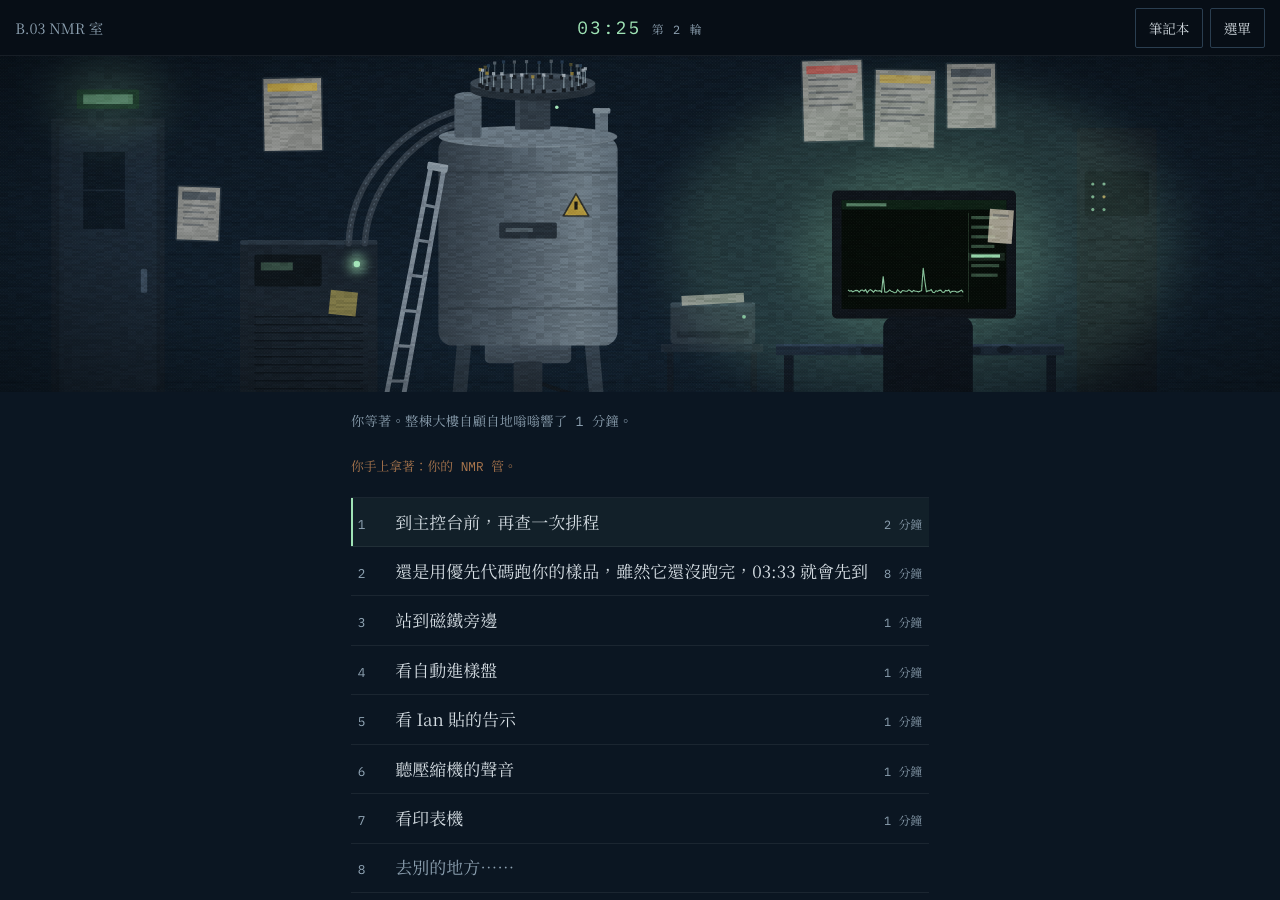 B.03 NMR 室
03:25 第 2 輪
筆記本
選單
你等著。整棟大樓自顧自地嗡嗡響了 1 分鐘。
你手上拿著：你的 NMR 管。
1 到主控台前，再查一次排程 2 分鐘
2 還是用優先代碼跑你的樣品，雖然它還沒跑完，03:33 就會先到 8 分鐘
3 站到磁鐵旁邊 1 分鐘
4 看自動進樣盤 1 分鐘
5 看 Ian 貼的告示 1 分鐘
6 聽壓縮機的聲音 1 分鐘
7 看印表機 1 分鐘
8 去別的地方⋯⋯